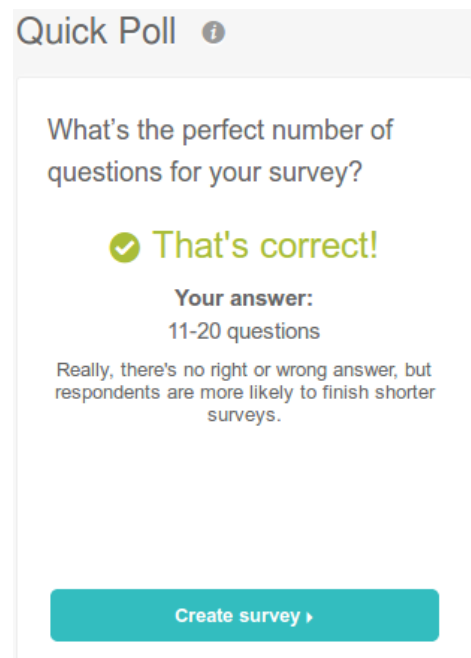 Quick Poll
What's the perfect number of
questions for your survey?
That's correct!
Your answer:
11-20 questions
Really, there's no right or wrong answer, but
respondents are more likely to finish shorter
surveys.
Create survey